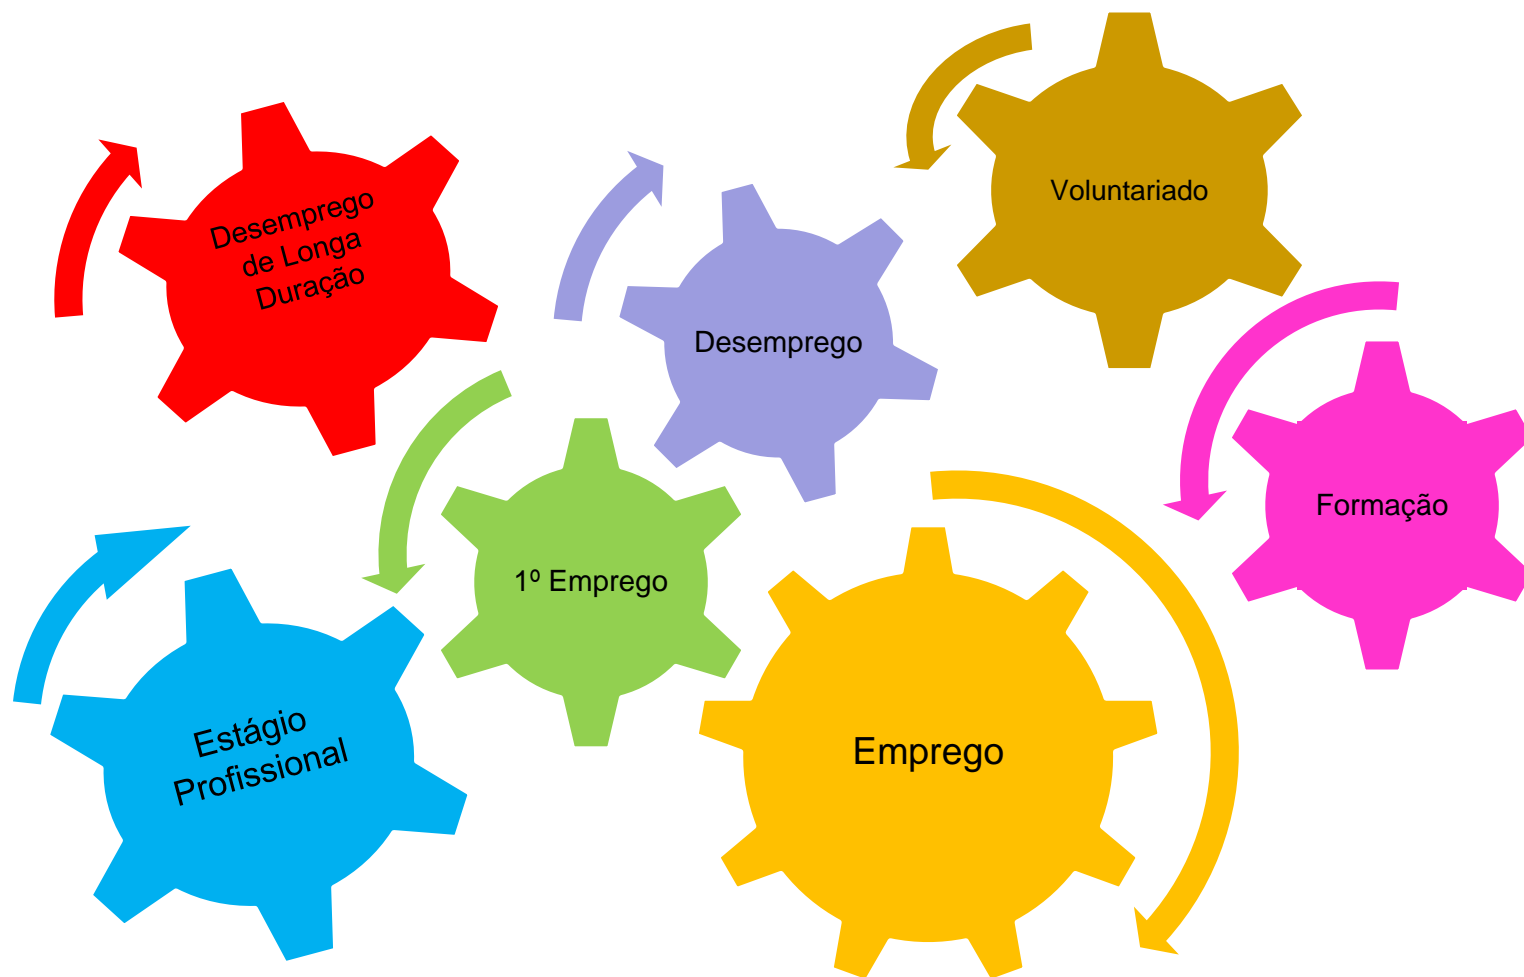 Voluntariado
Desemprego
de Longa
Duração
Desemprego
Formação
1º Emprego
Estágio
Profissional
Emprego